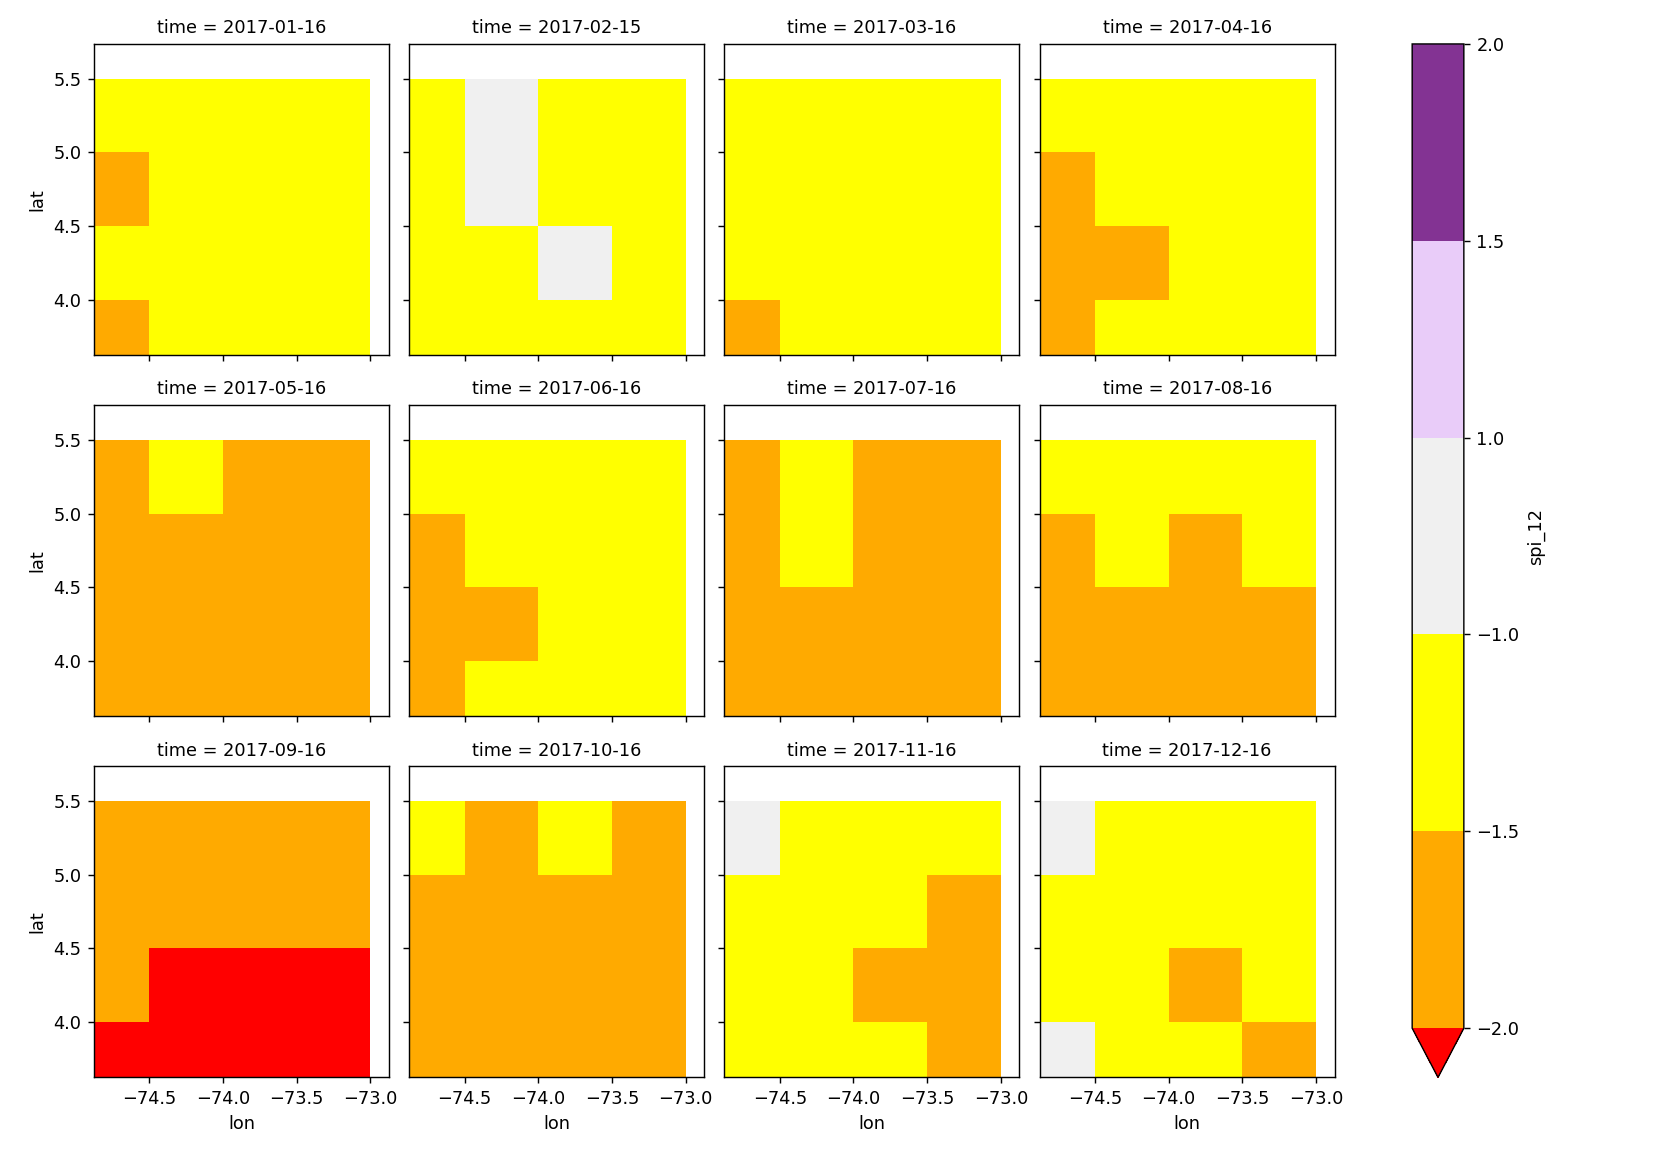 time = 2017-01-16
time = 2017-02-15
time = 2017-03-16
time = 2017-04-16
5.5
5.0
4.5
4.0
lat
time = 2017-05-16
time = 2017-06-16
time = 2017-07-16
time = 2017-08-16
5.5
5.0
4.5
4.0
lat
time = 2017-09-16
time = 2017-10-16
time = 2017-11-16
time = 2017-12-16
5.5
5.0
4.5
4.0
lat
−74.5 −74.0 −73.5 −73.0
lon
−74.5 −74.0 −73.5 −73.0
lon
−74.5 −74.0 −73.5 −73.0
lon
−74.5 −74.0 −73.5 −73.0
lon
2.0
1.5
1.0
−1.0
−1.5
−2.0
spi_12